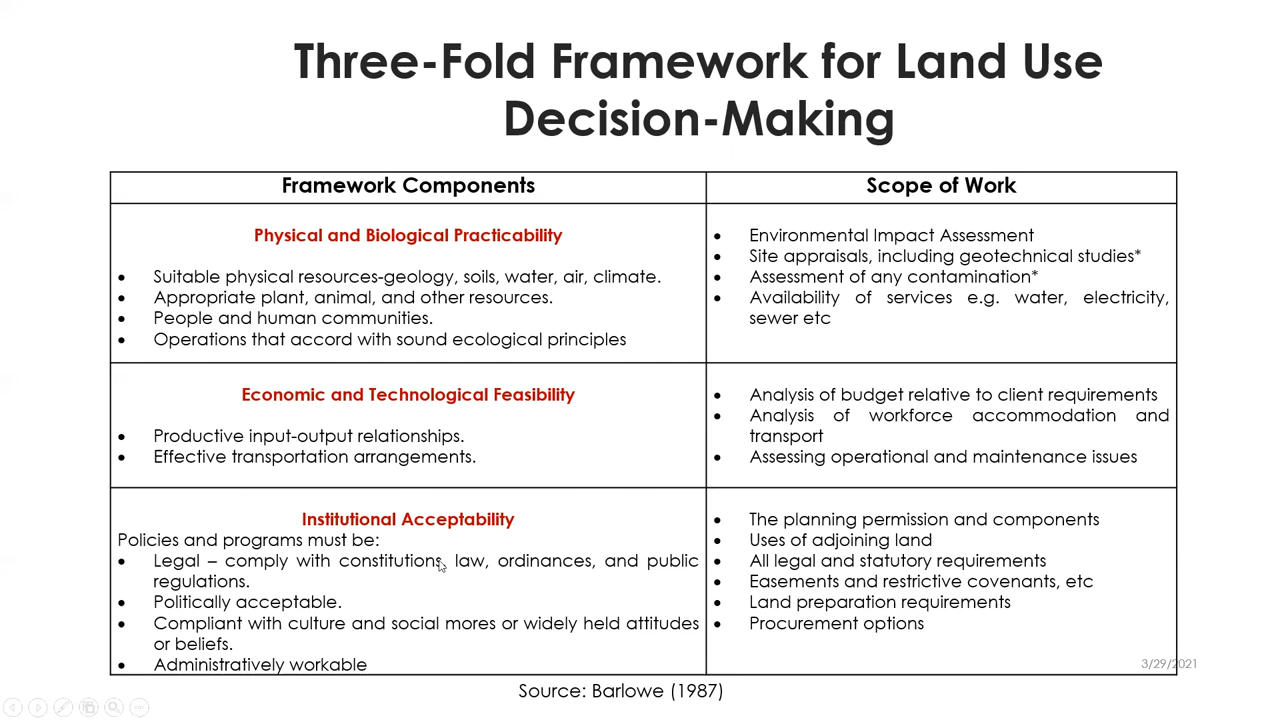 Three-Fold Framework for Land Use
Decision-Making
Framework Components
Scope of Work
Physical and Biological Practicability
• Suitable physical resources-geology, soils, water, air, climate.
• Appropriate plant, animal, and other resources.
• People and human communities.
• Operations that accord with sound ecological principles
• Environmental Impact Assessment
• Site appraisals, including geotechnical studies*
• Assessment of any contamination*
• Availability of services e.g. water, electricity,
sewer etc
Economic and Technological Feasibility
• Productive input-output relationships.
• Effective transportation arrangements.
• Analysis of budget relative to client requirements
• Analysis of workforce accommodation and
transport
• Assessing operational and maintenance issues
Institutional Acceptability
Policies and programs must be:
• Legal – comply with constitutions, law, ordinances, and public
regulations.
• Politically acceptable.
• Compliant with culture and social mores or widely held attitudes
or beliefs.
• Administratively workable
• The planning permission and components
• Uses of adjoining land
• All legal and statutory requirements
• Easements and restrictive covenants, etc
• Land preparation requirements
• Procurement options
3/29/2021
Source: Barlowe (1987)